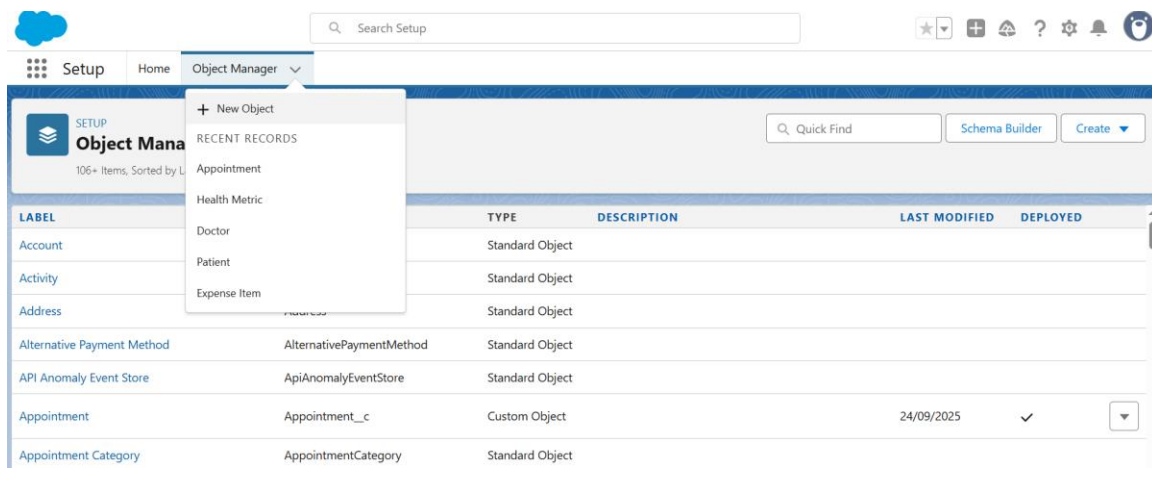 Search Setup
Setup Home Object Manager
+ New Object
RECENT RECORDS
Appointment
Health Metric
Doctor
Patient
Expense Item
SETUP
Object Mana
106+ Items, Sorted by L
Quick Find Schema Builder Create
LABEL TYPE DESCRIPTION LAST MODIFIED DEPLOYED
Account Standard Object
Activity Standard Object
Address Address Standard Object
Alternative Payment Method AlternativePaymentMethod Standard Object
API Anomaly Event Store ApiAnomalyEventStore Standard Object
Appointment Appointment__c Custom Object 24/09/2025
Appointment Category AppointmentCategory Standard Object